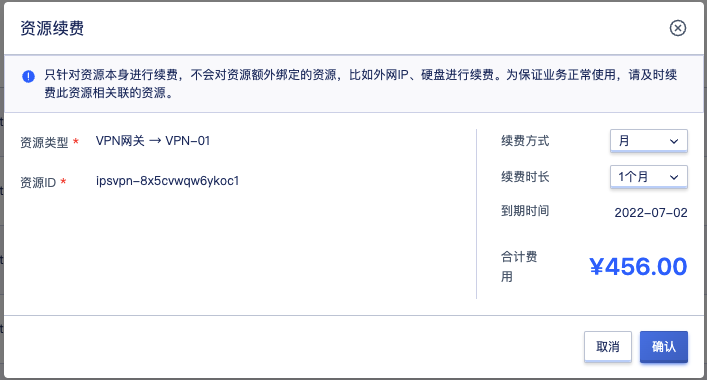 资源续费
只针对资源本身进行续费，不会对资源额外绑定的资源，比如外网IP、硬盘进行续费。为保证业务正常使用，请及时续
费此资源相关联的资源。
资源类型 * VPN网关 → VPN-01
资源ID * ipsvpn-8x5cvwqw6ykoc1
续费方式 月
续费时长 1个月
到期时间 2022-07-02
合计费
用
¥456.00
取消 确认